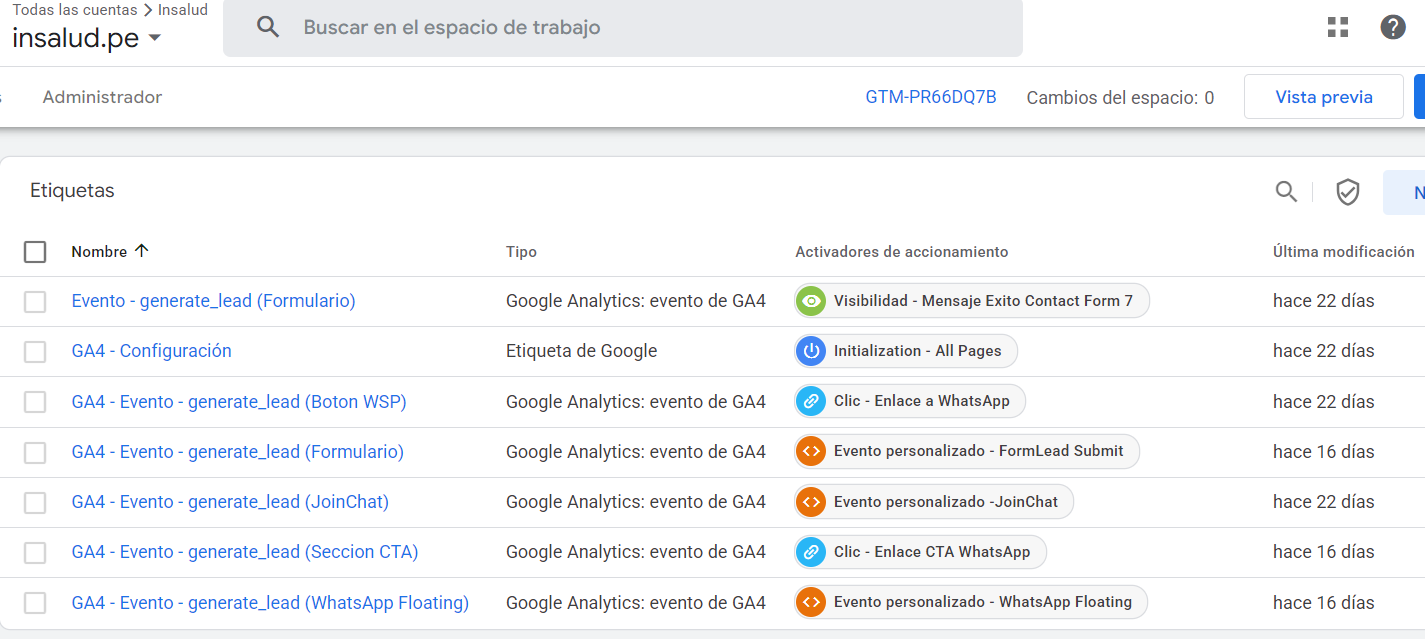 Todas las cuentas > Insalud
insalud.pe
Buscar en el espacio de trabajo
Administrador
GTM-PR66DQ7B
Cambios del espacio: 0
Vista previa
Etiquetas
N
Nombre Tipo Activadores de accionamiento Última modificación
Evento - generate_lead (Formulario) Google Analytics: evento de GA4 Visibilidad - Mensaje Exito Contact Form 7 hace 22 días
GA4 - Configuración Etiqueta de Google Initialization - All Pages hace 22 días
GA4 - Evento - generate_lead (Boton WSP) Google Analytics: evento de GA4 Clic - Enlace a WhatsApp hace 22 días
GA4 - Evento - generate_lead (Formulario) Google Analytics: evento de GA4 Evento personalizado - FormLead Submit hace 16 días
GA4 - Evento - generate_lead (JoinChat) Google Analytics: evento de GA4 Evento personalizado -JoinChat hace 22 días
GA4 - Evento - generate_lead (Seccion CTA) Google Analytics: evento de GA4 Clic - Enlace CTA WhatsApp hace 16 días
GA4 - Evento - generate_lead (WhatsApp Floating) Google Analytics: evento de GA4 Evento personalizado - WhatsApp Floating hace 16 días